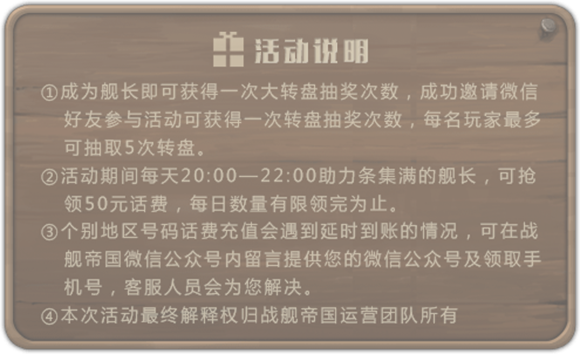 活动说明
①成为舰长即可获得一次大转盘抽奖次数，成功邀请微信
好友参与活动可获得一次转盘抽奖次数，每名玩家最多
可抽取5次转盘。
②活动期间每天20:00—22:00助力条集满的舰长，可抢
领50元话费，每日数量有限领完为止。
③个别地区号码话费充值会遇到延时到账的情况，可在战
舰帝国微信公众号内留言提供您的微信公众号及领取手
机号，客服人员会为您解决。
④本次活动最终解释权归战舰帝国运营团队所有